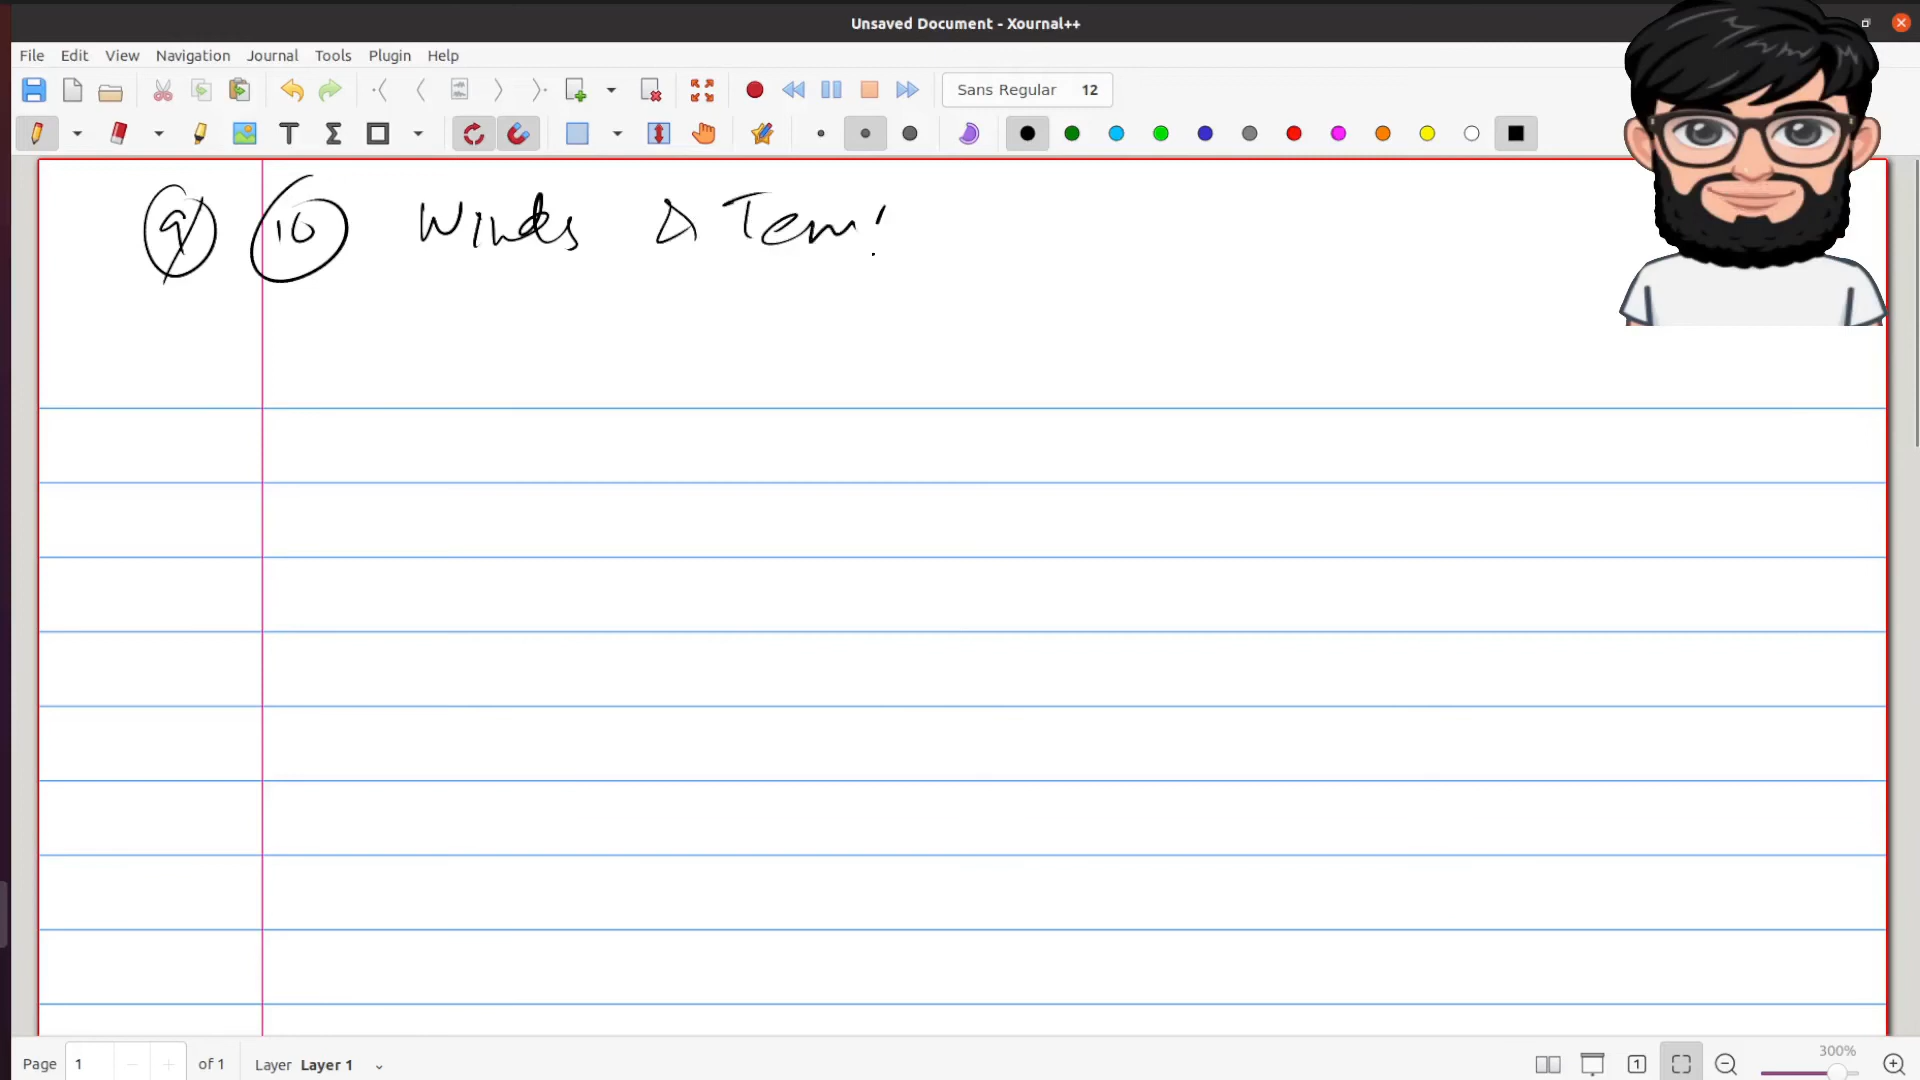 Unsaved Document - Xournal++
File Edit View Navigation Journal Tools Plugin Help
Sans Regular 12
9 10 Winds Δ Tem
Page 1 of 1 Layer Layer 1 1 300%